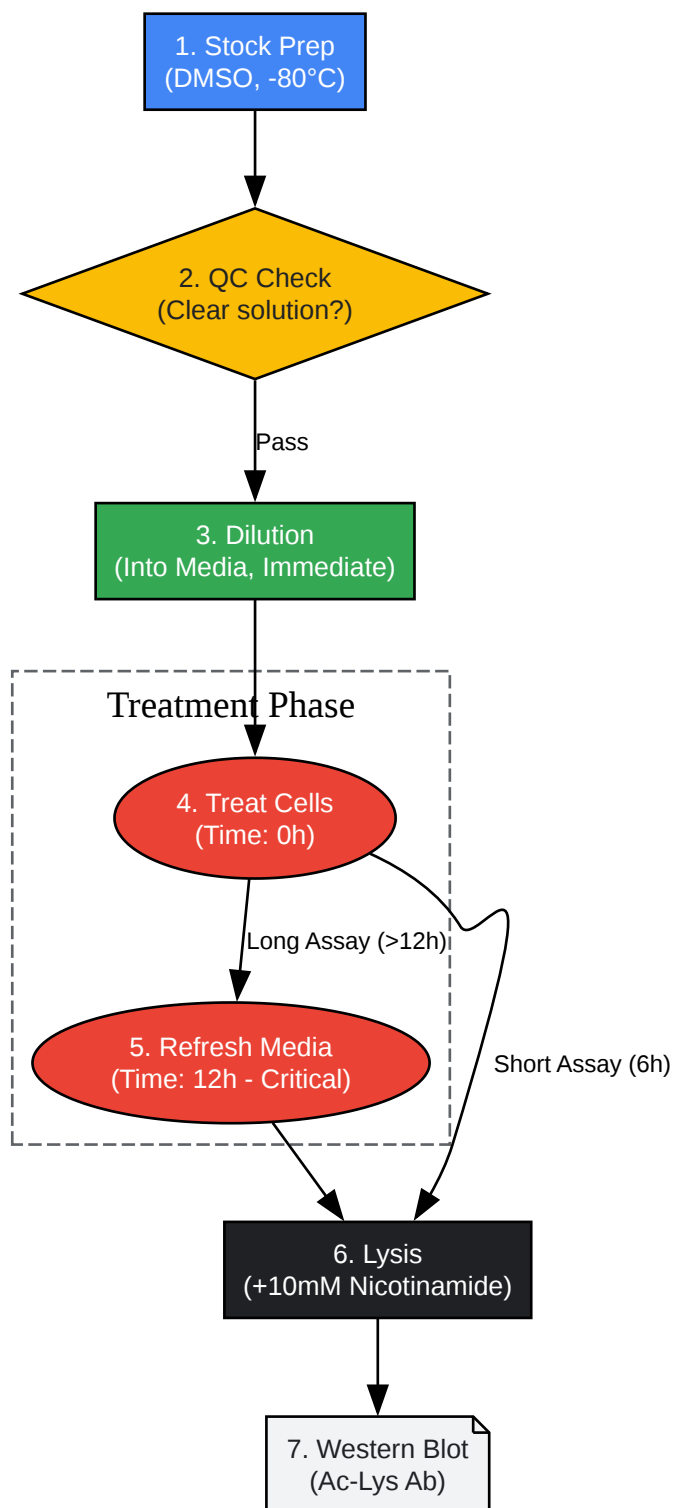 1. Stock Prep
(DMSO, -80°C)
2. QC Check
(Clear solution?)
Pass
3. Dilution
(Into Media, Immediate)
Treatment Phase
4. Treat Cells
(Time: 0h)
Long Assay (>12h)
5. Refresh Media
(Time: 12h - Critical)
Short Assay (6h)
6. Lysis
(+10mM Nicotinamide)
7. Western Blot
(Ac-Lys Ab)